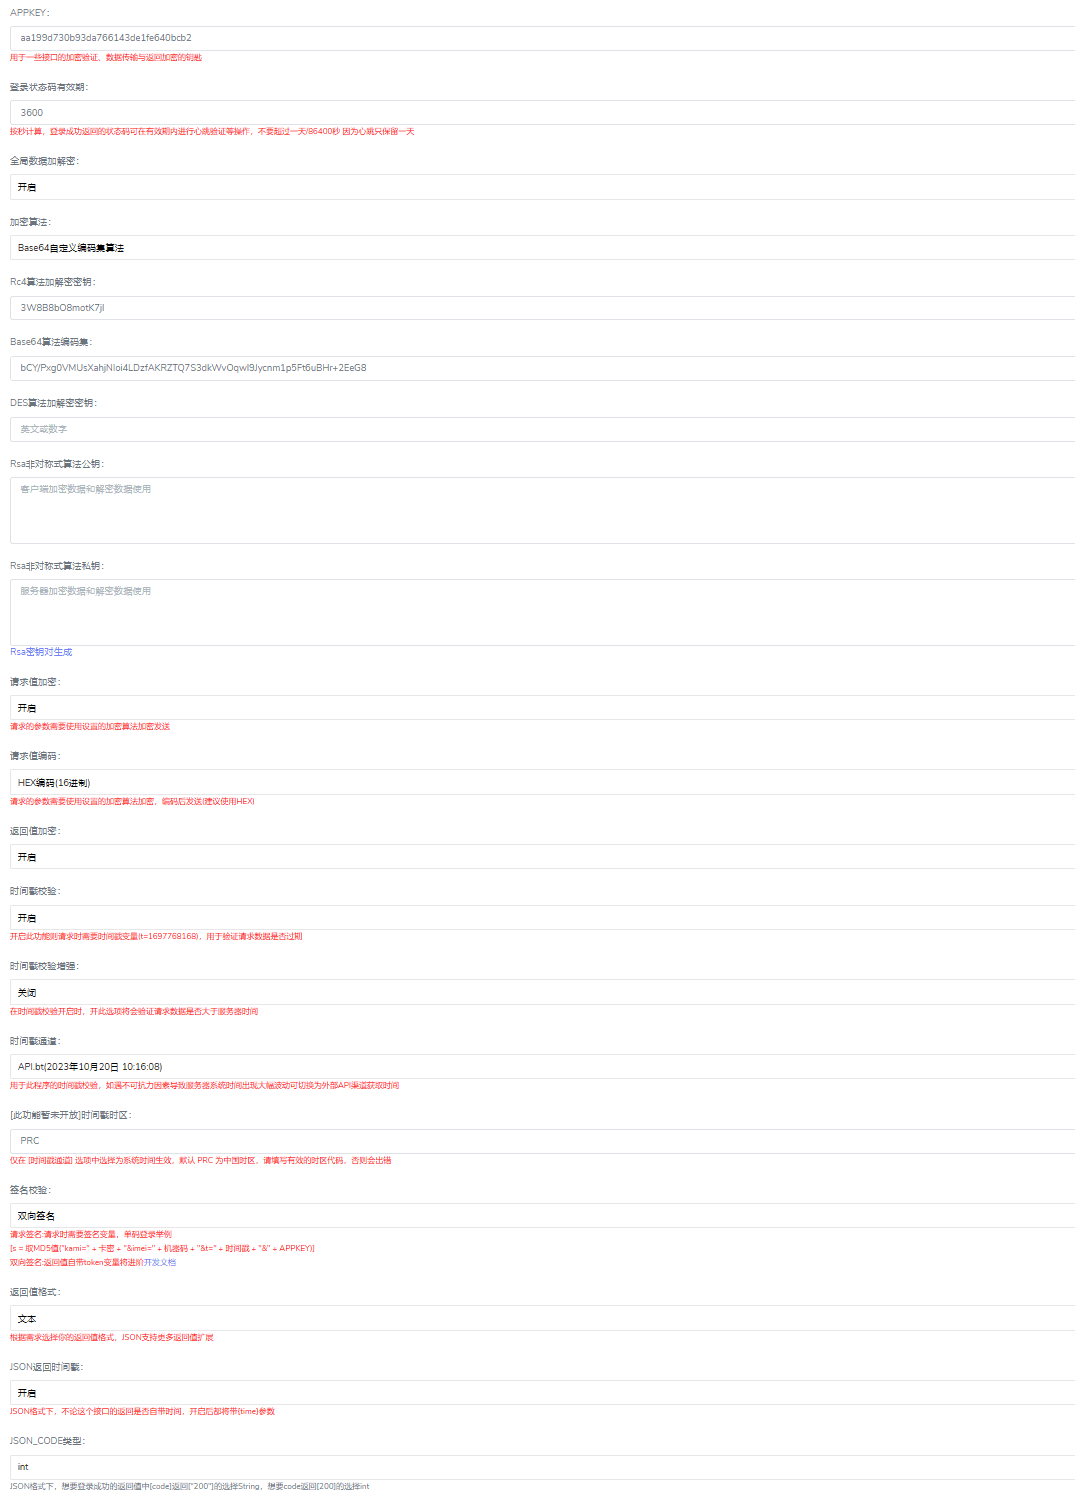 APPKEY：
aa199d730b93da766143de1fe640bcb2
用于一些接口的加密验证，数据传输与返回加密的钥匙
登录状态码有效期：
3600
按秒计算，登录成功返回的状态码可在有效期内进行心跳验证等操作，不要超过一天/86400秒 因为心跳只保留一天
全局数据加解密：
开启
加密算法：
Base64自定义编码集算法
Rc4算法加解密密钥：
3W8B8bO8motK7jl
Base64算法编码集：
bCY/Pxg0VMUsXahjNloi4LDzfAKRZTQ7S3dkWvOqwI9Jycnm1p5Ft6uBHr+2EeG8
DES算法加解密密钥：
英文或数字
Rsa非对称式算法公钥：
客户端加密数据和解密数据使用
Rsa非对称式算法私钥：
服务器加密数据和解密数据使用
Rsa密钥对生成
请求值加密：
开启
请求的参数需要使用设置的加密算法加密发送
请求值编码：
HEX编码(16进制)
请求的参数需要使用设置的加密算法加密，编码后发送(建议使用HEX)
返回值加密：
开启
时间戳校验：
开启
开启此功能则请求时需要时间戳变量(t=1697768168)，用于验证请求数据是否过期
时间戳校验增强：
关闭
在时间戳校验开启时，开此选项将会验证请求数据是否大于服务器时间
时间戳通道：
API.bt(2023年10月20日 10:16:08)
用于此程序的时间戳校验，如遇不可抗力因素导致服务器系统时间出现大幅波动可切换为外部API渠道获取时间
[此功能暂未开放]时间戳时区：
PRC
仅在 [时间戳通道] 选项中选择为系统时间生效，默认 PRC 为中国时区，请填写有效的时区代码，否则会出错
签名校验：
双向签名
请求签名:请求时需要签名变量，单码登录举例
[s = 取MD5值("kami=" + 卡密 + "&imei=" + 机器码 + "&t=" + 时间戳 + "&" + APPKEY)]
双向签名:返回值自带token变量将进阶开发文档
返回值格式：
文本
根据需求选择你的返回值格式，JSON支持更多返回值扩展
JSON返回时间戳：
开启
JSON格式下，不论这个接口的返回是否自带时间，开启后都将带[time]参数
JSON_CODE类型：
int
JSON格式下，想要登录成功的返回值中[code]返回["200"]的选择String，想要code返回[200]的选择int